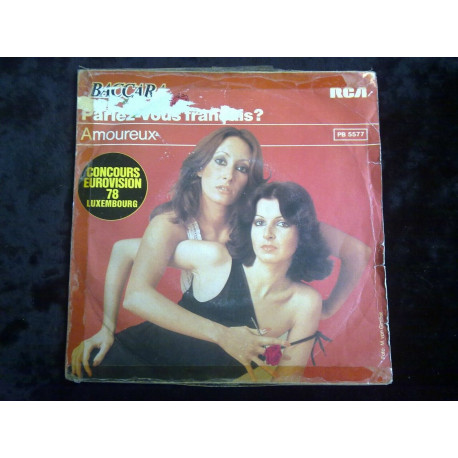 BACCARA
RCA
Parlez-vous français?
Amoureux
PB 5577
CONCOURS
EUROVISION
78
LUXEMBOURG